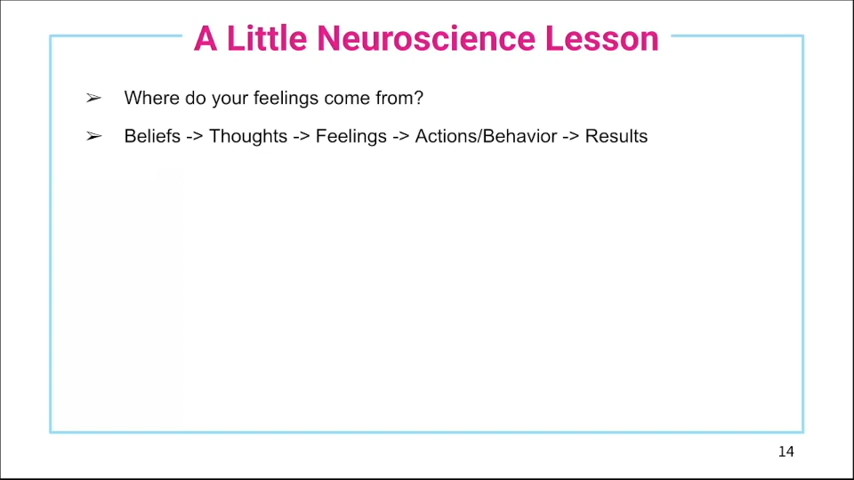 A Little Neuroscience Lesson
➢ Where do your feelings come from?
➢ Beliefs -> Thoughts -> Feelings -> Actions/Behavior -> Results
14